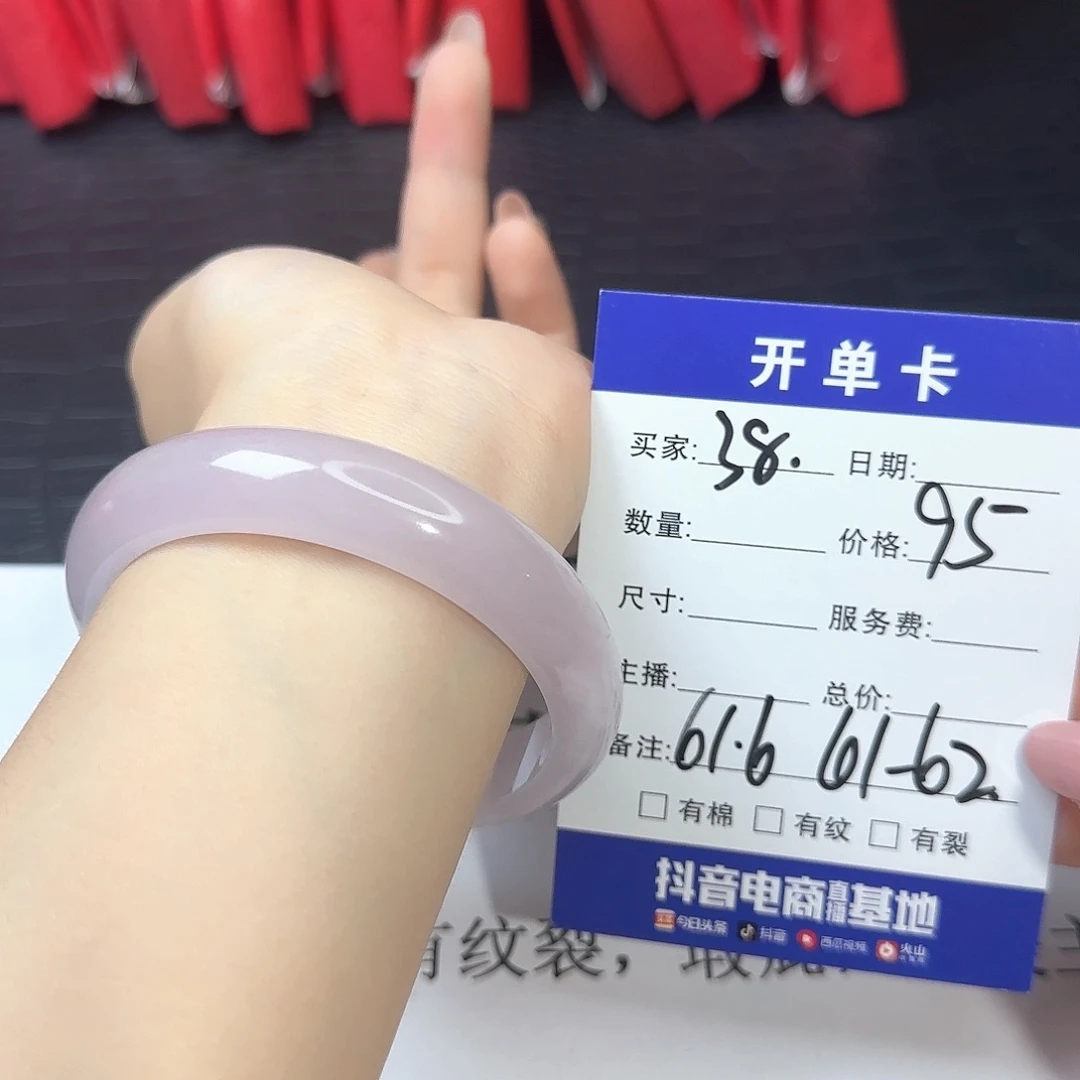 开单卡
买家: 38. 日期:
数量: 价格: 95
尺寸: 服务费:
主播: 总价:
备注: 61.6 61-62.
□ 有棉 □ 有纹 □ 有裂
抖音电商直播基地
今日头条 抖音 西瓜视频 火山
有纹裂，瑕疵